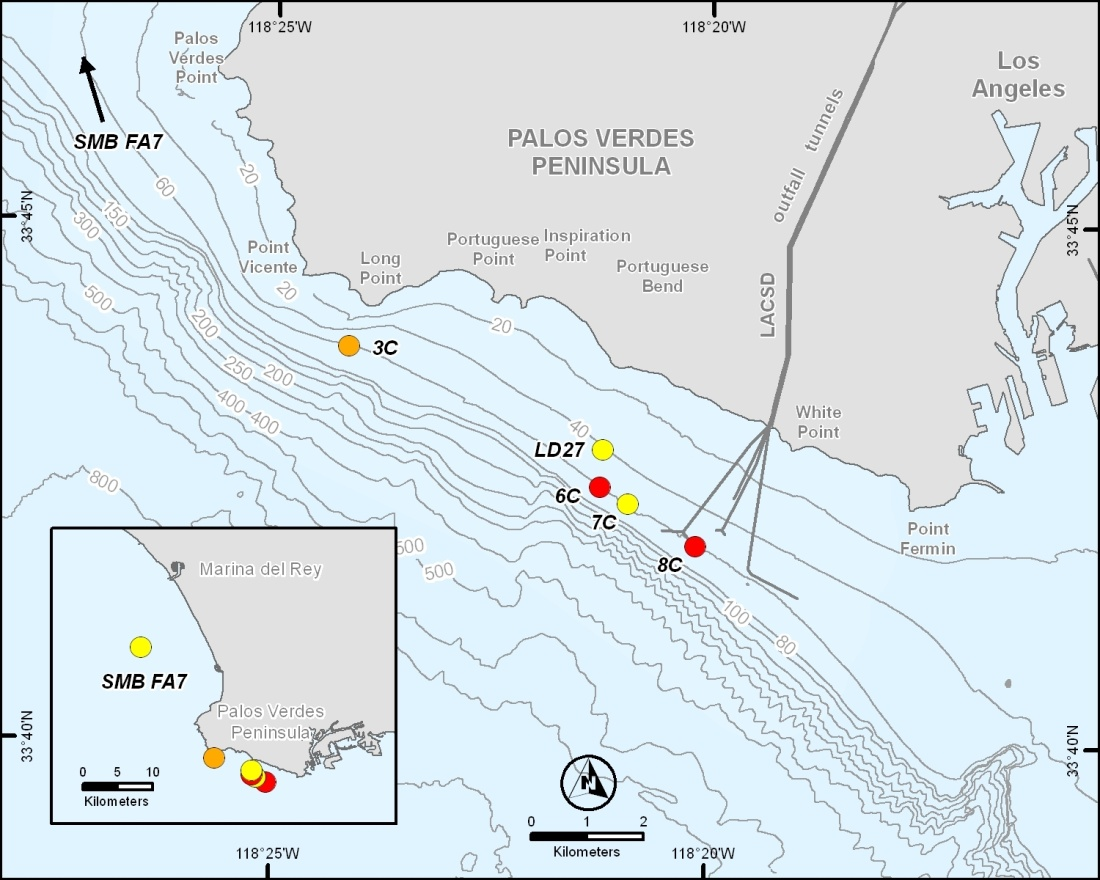 118°25'W
118°20'W
Palos
Verdes
Point
Los
Angeles
SMB FA7
PALOS VERDES
PENINSULA
outfall tunnels
LACSD
20
60
150
300
33°45'N
33°45'N
Portuguese
Point
Inspiration
Point
Point
Vicente
Long
Point
Portuguese
Bend
20
500
200
20
3C
250
200
400
400
40
White
Point
LD27
800
6C
7C
Point
Fermin
500
500
8C
100
80
Marina del Rey
SMB FA7
Palos Verdes
Peninsula
0 5 10
Kilometers
33°40'N
33°40'N
N
0 1 2
Kilometers
118°25'W
118°20'W